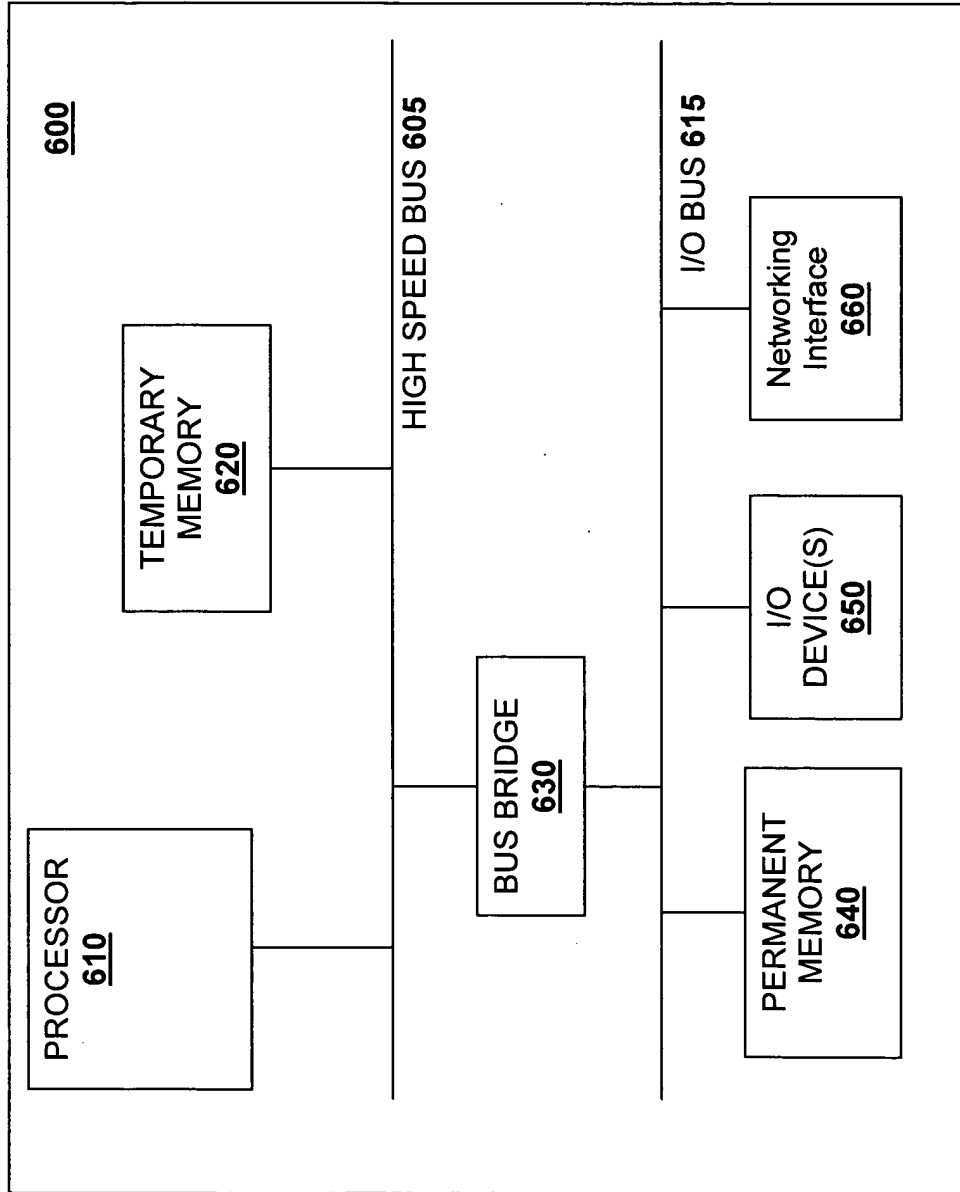 600
PROCESSOR
610
TEMPORARY
MEMORY
620
HIGH SPEED BUS 605
BUS BRIDGE
630
I/O BUS 615
PERMANENT
MEMORY
640
I/O
DEVICE(S)
650
Networking
Interface
660